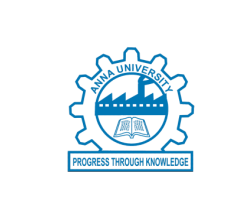 ANNA UNIVERSITY
PROGRESS THROUGH KNOWLEDGE